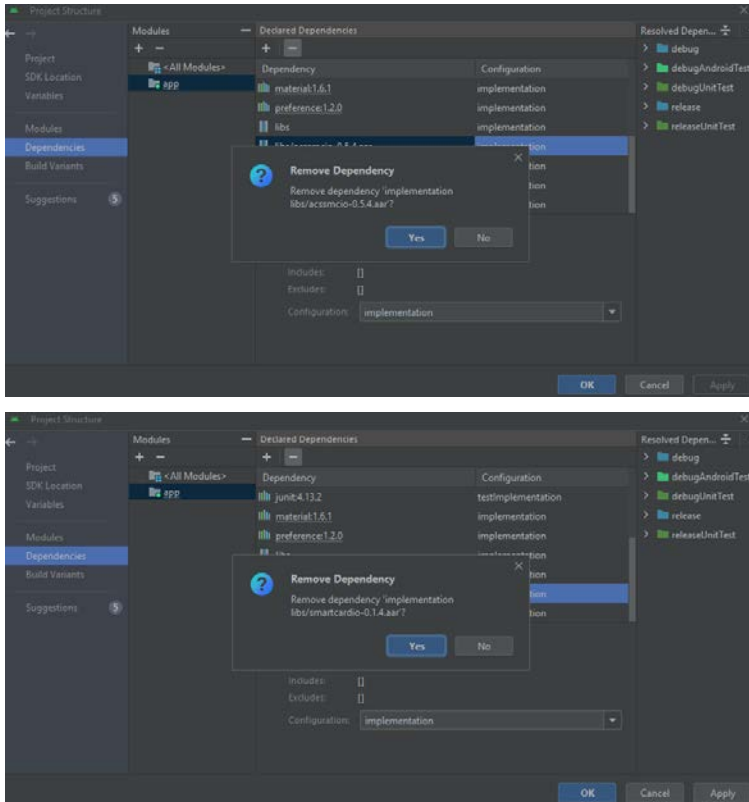 Project Structure
Modules
Declared Dependencies
Resolved Depen...
Project
SDK Location
Variables
Modules
Dependencies
Build Variants
Suggestions
5
<All Modules>
app
Dependency Configuration
material:1.6.1 implementation
preference:1.2.0 implementation
libs implementation
debug
debugAndroidTest
debugUnitTest
release
releaseUnitTest
Remove Dependency
Remove dependency 'implementation
libs/acssmcio-0.5.4.aar'?
Yes No
Includes: []
Excludes: []
Configuration: implementation
OK Cancel Apply
Project Structure
Modules
Declared Dependencies
Resolved Depen...
Project
SDK Location
Variables
Modules
Dependencies
Build Variants
Suggestions
5
<All Modules>
app
Dependency Configuration
junit:4.13.2 testImplementation
material:1.6.1 implementation
preference:1.2.0 implementation
debug
debugAndroidTest
debugUnitTest
release
releaseUnitTest
Remove Dependency
Remove dependency 'implementation
libs/smartcardio-0.1.4.aar'?
Yes No
Includes: []
Excludes: []
Configuration: implementation
OK Cancel Apply